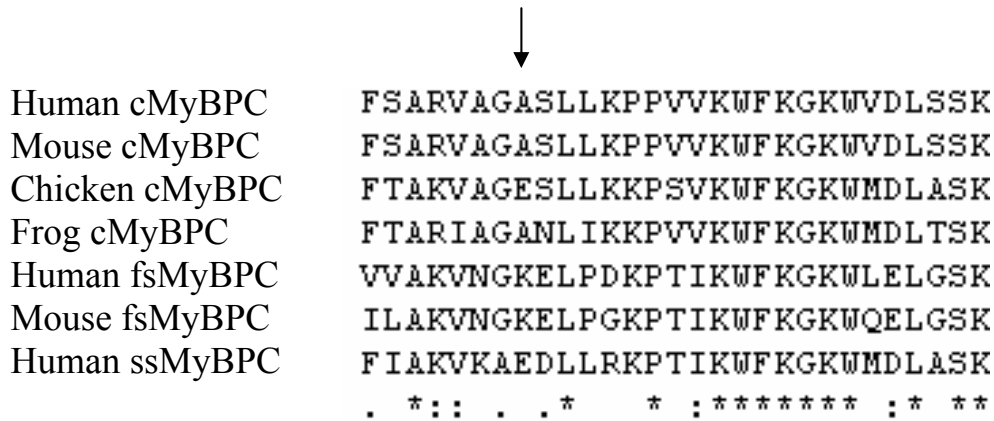 Human cMyBPC FSARVAGASLLKPPVVKWFKGKWVDLSSK
Mouse cMyBPC FSARVAGASLLKPPVVKWFKGKWVDLSSK
Chicken cMyBPC FTAKVAGESLLKKPSVKWFKGKWMDLASK
Frog cMyBPC FTARIAGANLIKKPVVKWFKGKWMDLTSK
Human fsMyBPC VVAKVNGKELPDKPTIKWFKGKWLELGSK
Mouse fsMyBPC ILAKVNGKELPGKPTIKWFKGKWQELGSK
Human ssMyBPC FIAKVKAEDLLRKPTIKWFKGKWMDLASK
. *:: . .*   * :******* :* **